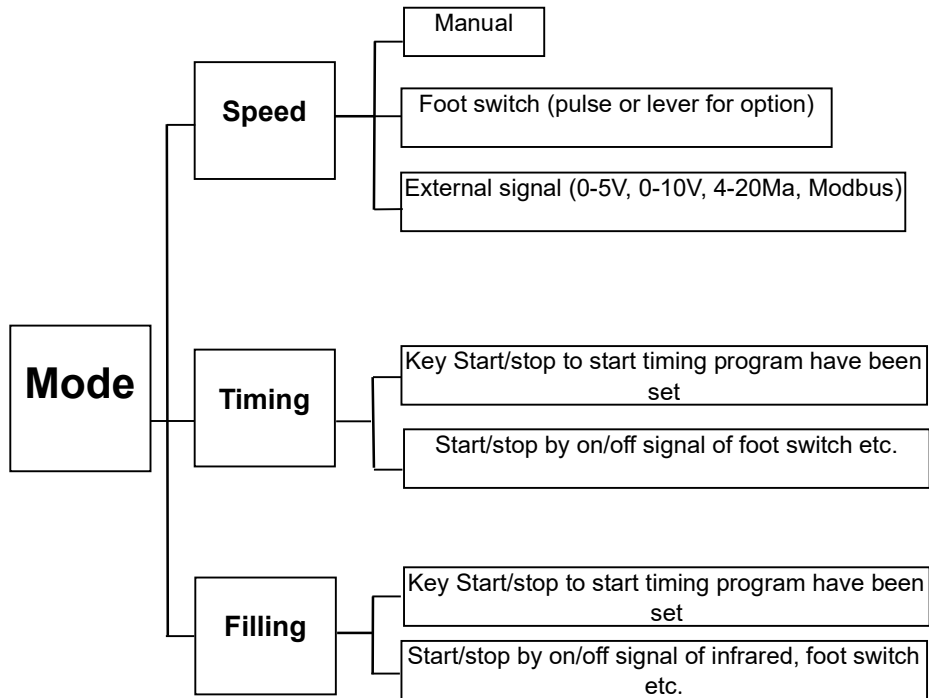 Mode
Speed
Manual
Foot switch (pulse or lever for option)
External signal (0-5V, 0-10V, 4-20Ma, Modbus)
Timing
Key Start/stop to start timing program have been
set
Start/stop by on/off signal of foot switch etc.
Filling
Key Start/stop to start timing program have been
set
Start/stop by on/off signal of infrared, foot switch
etc.